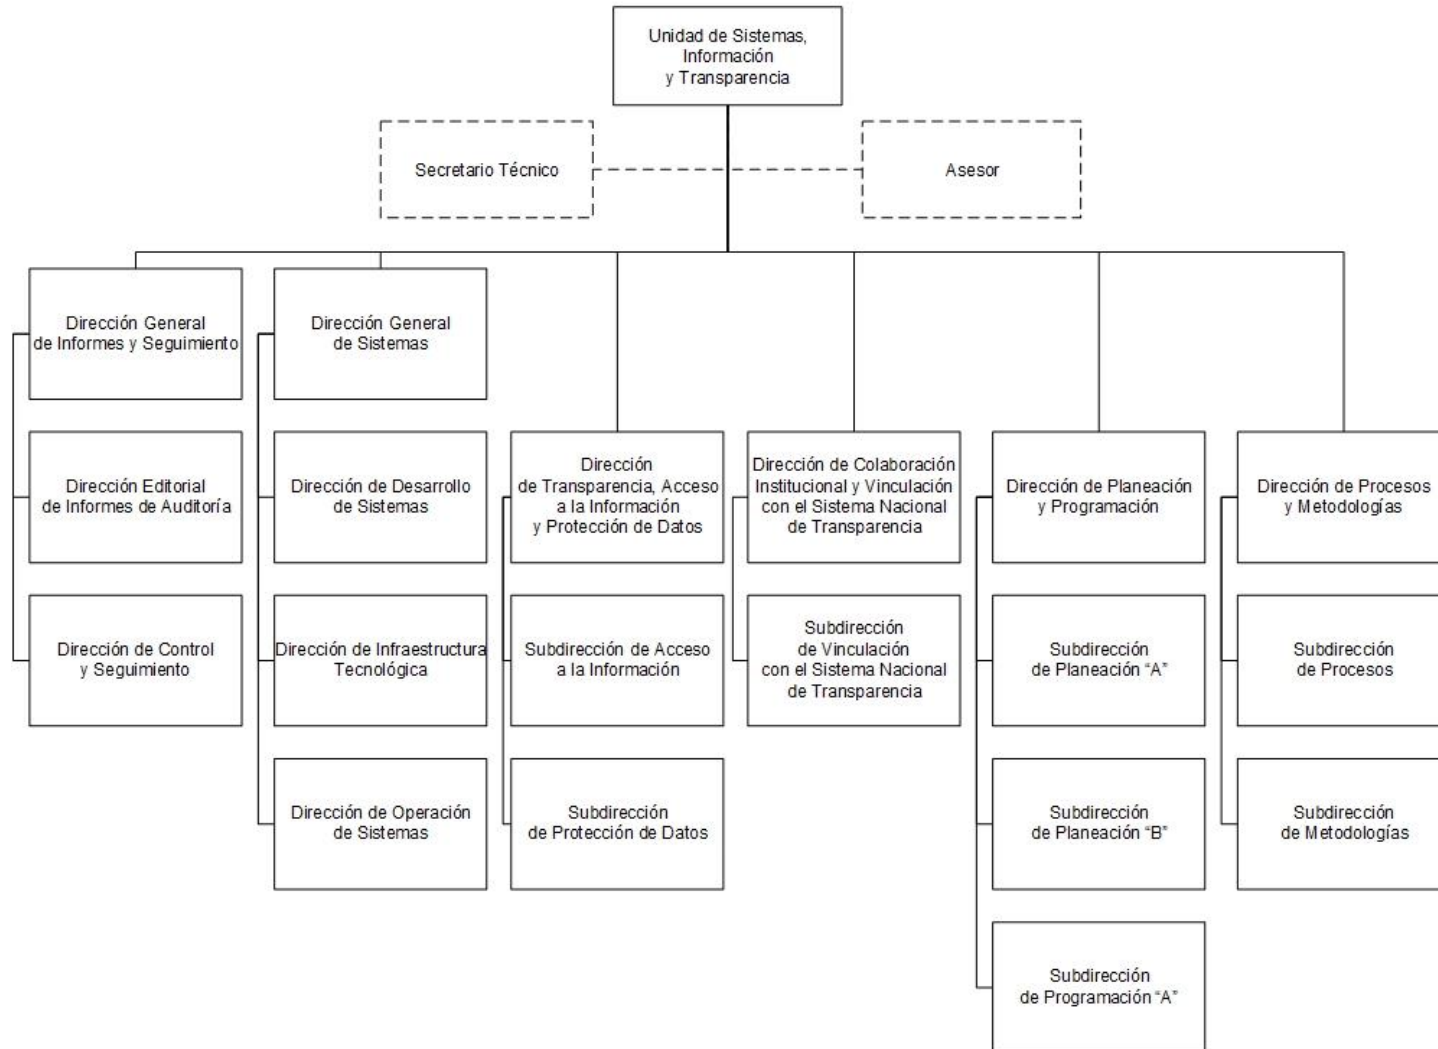 Unidad de Sistemas,
Información
y Transparencia
Secretario Técnico
Asesor
Dirección General
de Informes y Seguimiento
Dirección General
de Sistemas
Dirección Editorial
de Informes de Auditoría
Dirección de Desarrollo
de Sistemas
Dirección
de Transparencia, Acceso
a la Información
y Protección de Datos
Dirección de Colaboración
Institucional y Vinculación
con el Sistema Nacional
de Transparencia
Dirección de Planeación
y Programación
Dirección de Procesos
y Metodologías
Dirección de Control
y Seguimiento
Dirección de Infraestructura
Tecnológica
Subdirección de Acceso
a la Información
Subdirección
de Vinculación
con el Sistema Nacional
de Transparencia
Subdirección
de Planeación “A”
Subdirección
de Procesos
Dirección de Operación
de Sistemas
Subdirección
de Protección de Datos
Subdirección
de Planeación “B”
Subdirección
de Metodologías
Subdirección
de Programación “A”